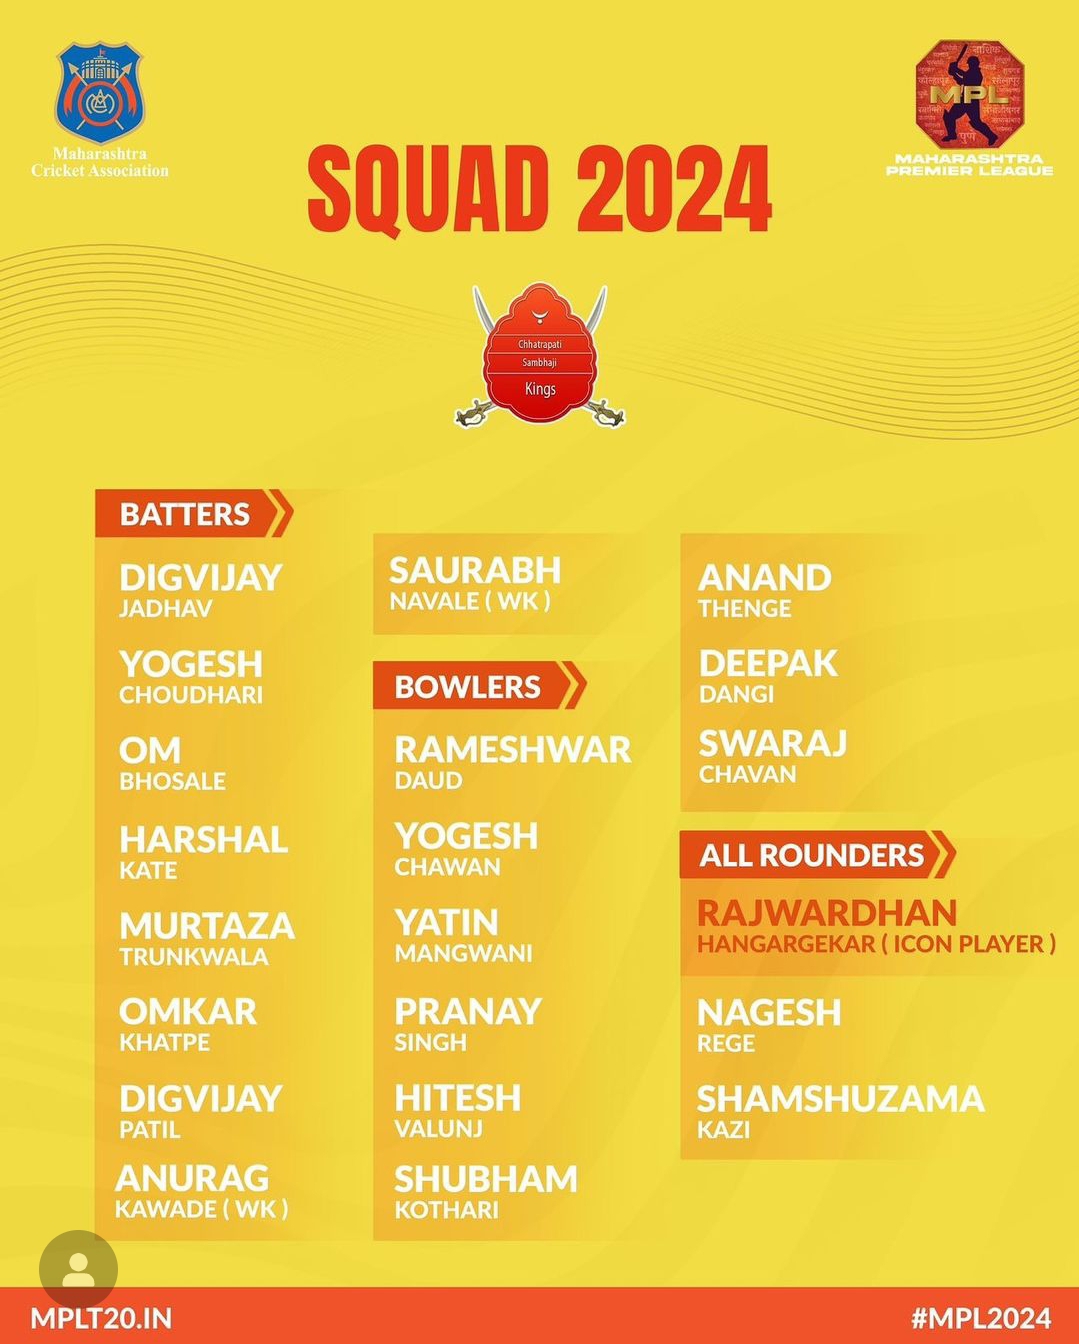 Maharashtra
Cricket Association
MPL
MAHARASHTRA
PREMIER LEAGUE
SQUAD 2024
Chhatrapati
Sambhaji
Kings
BATTERS
DIGVIJAY
JADHAV
YOGESH
CHOUDHARI
OM
BHOSALE
HARSHAL
KATE
MURTAZA
TRUNKWALA
OMKAR
KHATPE
DIGVIJAY
PATIL
ANURAG
KAWADE ( WK )
SAURABH
NAVALE ( WK )
BOWLERS
RAMESHWAR
DAUD
YOGESH
CHAWAN
YATIN
MANGWANI
PRANAY
SINGH
HITESH
VALUNJ
SHUBHAM
KOTHARI
ANAND
THENGE
DEEPAK
DANGI
SWARAJ
CHAVAN
ALL ROUNDERS
RAJWARDHAN
HANGARGEKAR ( ICON PLAYER )
NAGESH
REGE
SHAMSHUZAMA
KAZI
MPLT20.IN
#MPL2024